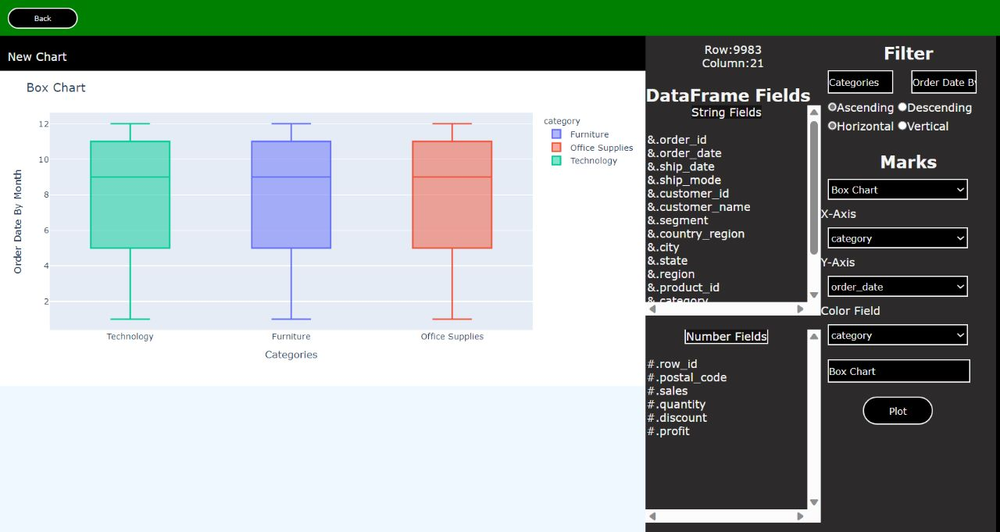 Back
New Chart
Box Chart
12
10
8
6
4
2
Order Date By Month
Technology
Furniture
Office Supplies
Categories
category
Furniture
Office Supplies
Technology
Row:9983
Column:21
DataFrame Fields
String Fields
&.order_id
&.order_date
&.ship_date
&.ship_mode
&.customer_id
&.customer_name
&.segment
&.country_region
&.city
&.state
&.region
&.product_id
&.category
Number Fields
#.row_id
#.postal_code
#.sales
#.quantity
#.discount
#.profit
Filter
Categories
Order Date By
Ascending Descending
Horizontal Vertical
Marks
Box Chart
X-Axis
category
Y-Axis
order_date
Color Field
category
Box Chart
Plot